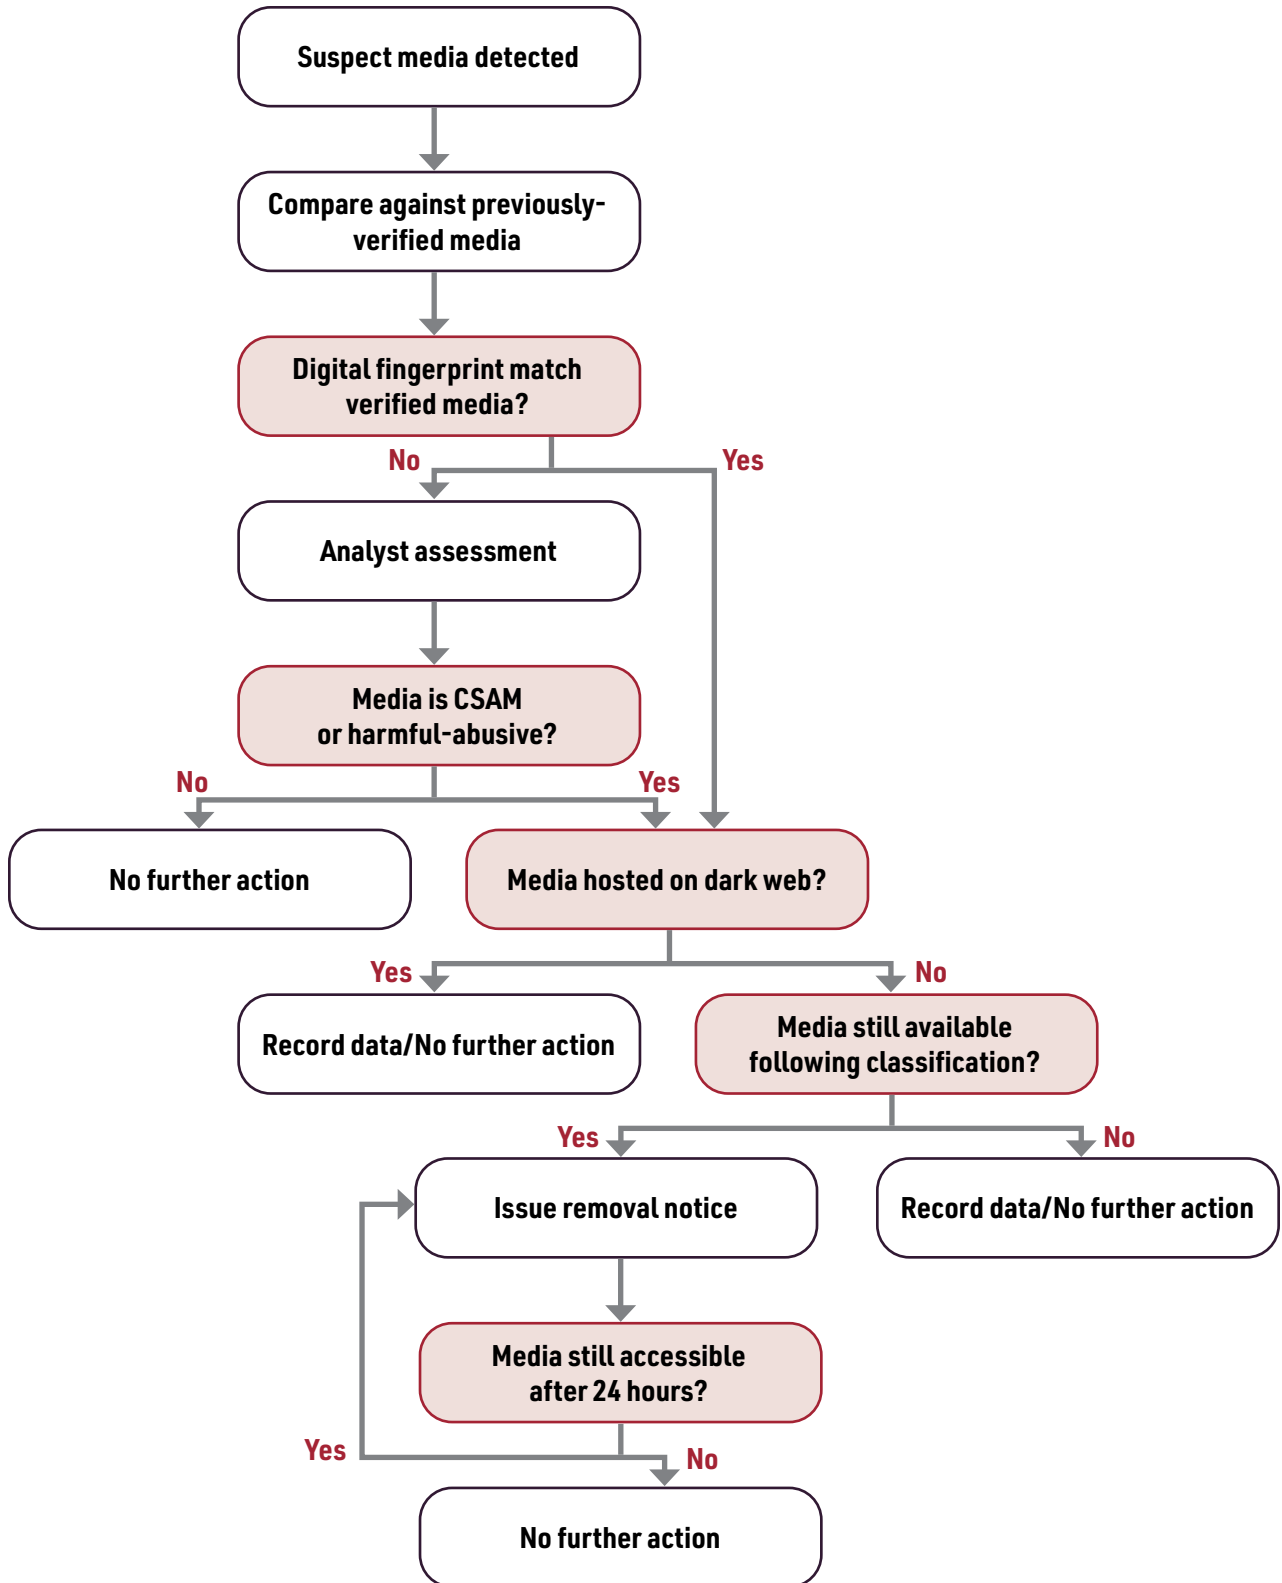 Suspect media detected
Compare against previously-
verified media
Digital fingerprint match
verified media?
No
Yes
Analyst assessment
Media is CSAM
or harmful-abusive?
No
Yes
No further action
Media hosted on dark web?
Yes
No
Record data/No further action
Media still available
following classification?
Yes
No
Issue removal notice
Record data/No further action
Media still accessible
after 24 hours?
Yes
No
No further action